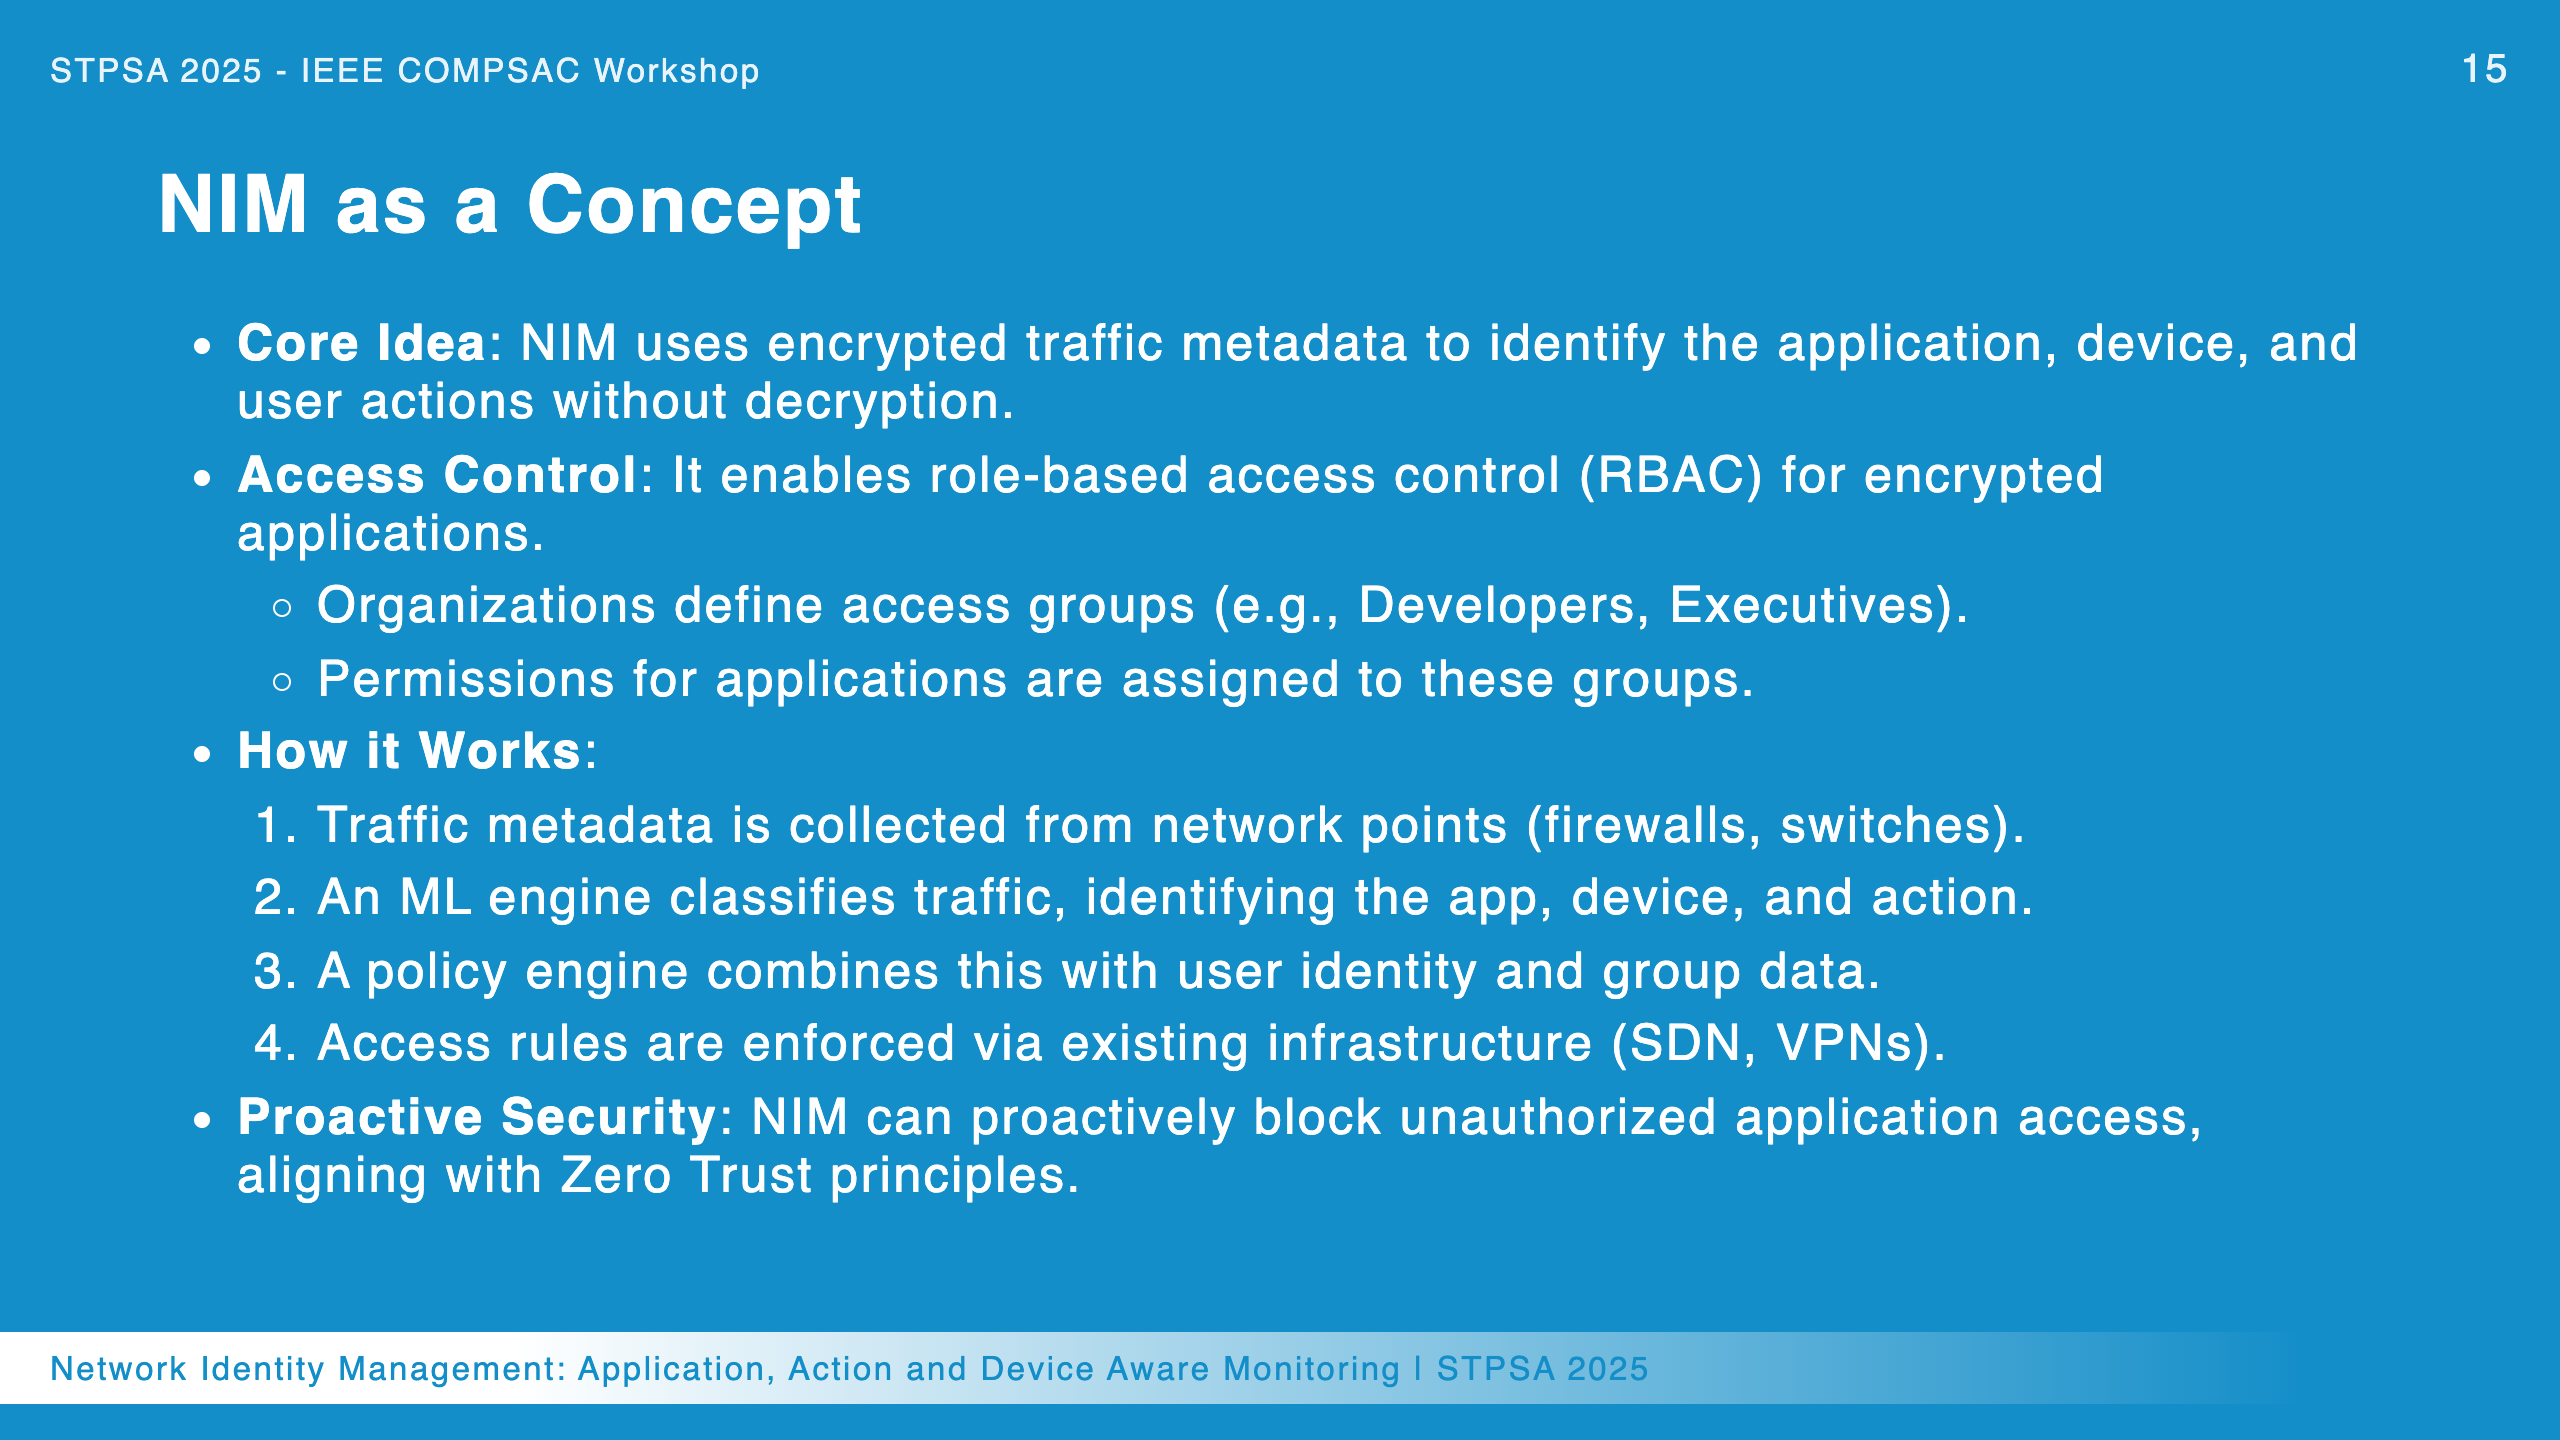 STPSA 2025 - IEEE COMPSAC Workshop
15
NIM as a Concept
• Core Idea: NIM uses encrypted traffic metadata to identify the application, device, and
user actions without decryption.
• Access Control: It enables role-based access control (RBAC) for encrypted
applications.
◦ Organizations define access groups (e.g., Developers, Executives).
◦ Permissions for applications are assigned to these groups.
• How it Works:
1. Traffic metadata is collected from network points (firewalls, switches).
2. An ML engine classifies traffic, identifying the app, device, and action.
3. A policy engine combines this with user identity and group data.
4. Access rules are enforced via existing infrastructure (SDN, VPNs).
• Proactive Security: NIM can proactively block unauthorized application access,
aligning with Zero Trust principles.
Network Identity Management: Application, Action and Device Aware Monitoring | STPSA 2025